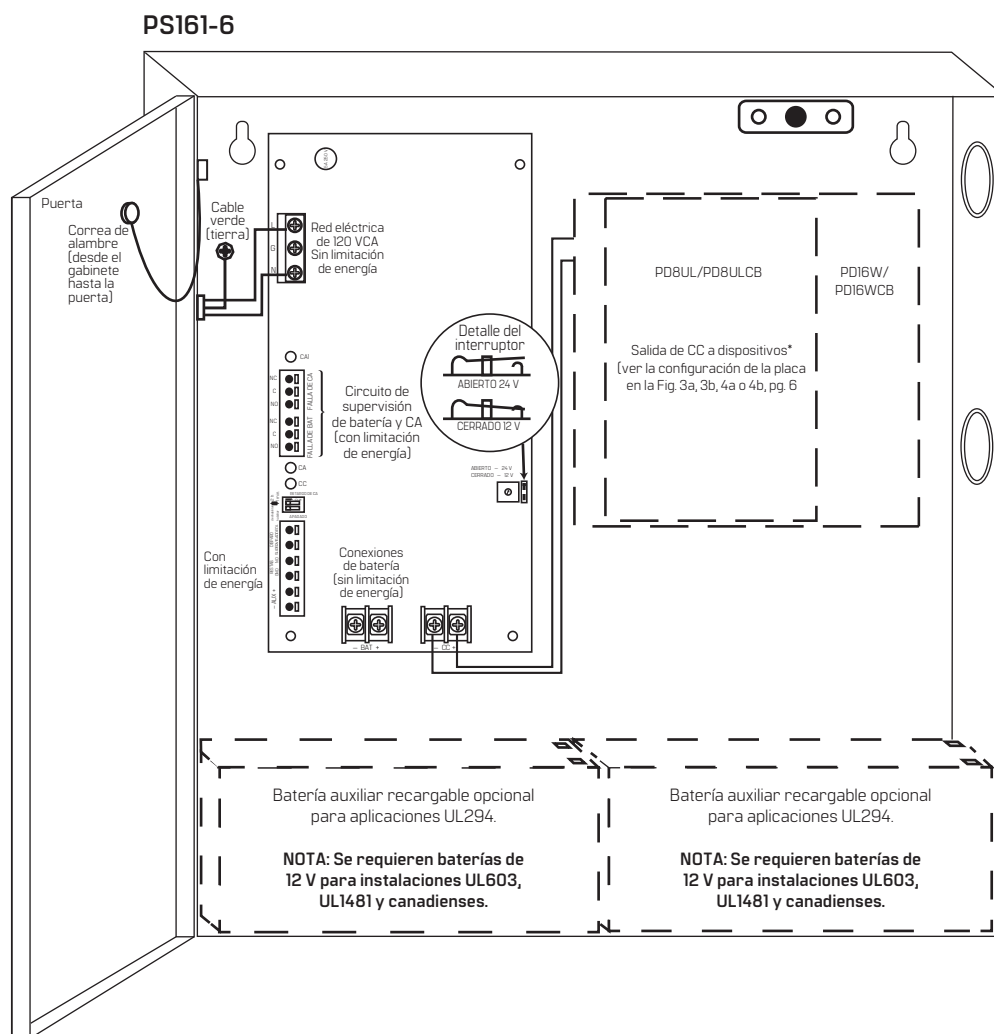 PS161-6
Puerta
Correa de
alambre
(desde el
gabinete
hasta la
puerta)
Cable
verde
(tierra)
L
G
N
Red eléctrica
de 120 VCA
Sin limitación
de energía
PD8UL/PD8ULCB
PD16W/
PD16WCB
Detalle del
interruptor
ABIERTO 24 V
CERRADO 12 V
Salida de CC a dispositivos*
(ver la configuración de la placa
en la Fig. 3a, 3b, 4a o 4b, pg. 6
CA1
NC
C
NO
FALLA DE CA
NC
C
NO
FALLA DE BAT
Circuito de
supervisión
de batería y CA
(con limitación
de energía)
CA
CC
ABIERTO – 24 V
CERRADO – 12 V
Con
limitación
de energía
– AUX +
Conexiones
de batería
(sin limitación
de energía)
– BAT +
– CC +
Batería auxiliar recargable opcional
para aplicaciones UL294.
NOTA: Se requieren baterías de
12 V para instalaciones UL603,
UL1481 y canadienses.
Batería auxiliar recargable opcional
para aplicaciones UL294.
NOTA: Se requieren baterías de
12 V para instalaciones UL603,
UL1481 y canadienses.